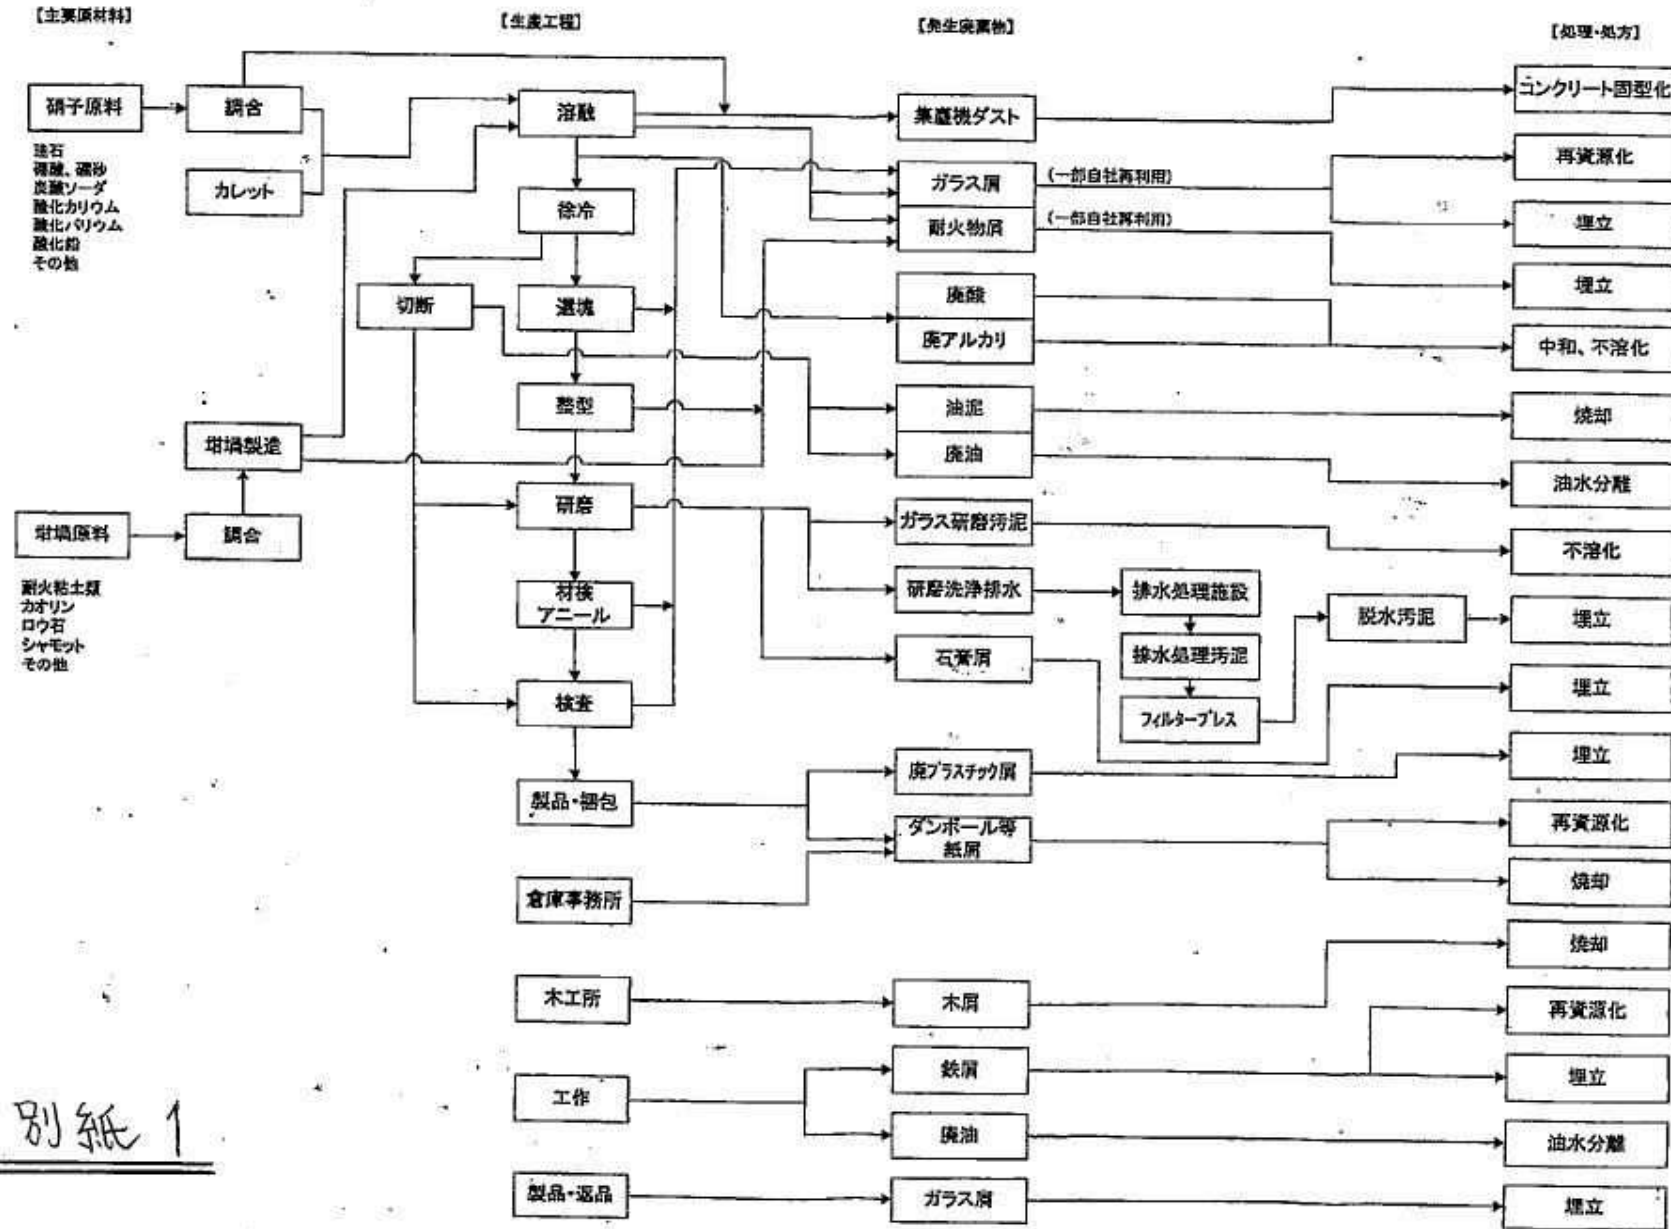 【主要原材料】
【生産工程】
【発生廃棄物】
【処理・処方】
硝子原料
調合
珪石
硼酸、硼砂
炭酸ソーダ
酸化カリウム
酸化バリウム
酸化鉛
その他
カレット
坩堝製造
坩堝原料
調合
耐火粘土類
カオリン
ロウ石
シャモット
その他
溶融
徐冷
切断
選塊
整型
研磨
材検
アニール
検査
製品・梱包
倉庫事務所
木工所
工作
製品・返品
集塵機ダスト
ガラス屑
(一部自社再利用)
耐火物屑
(一部自社再利用)
廃酸
廃アルカリ
油泥
廃油
ガラス研磨汚泥
研磨洗浄排水
排水処理施設
排水処理汚泥
フィルタープレス
脱水汚泥
石膏屑
廃プラスチック屑
ダンボール等
紙屑
木屑
鉄屑
廃油
ガラス屑
コンクリート固型化
再資源化
埋立
埋立
中和、不溶化
焼却
油水分離
不溶化
埋立
埋立
埋立
再資源化
焼却
焼却
再資源化
埋立
油水分離
埋立
別紙 1